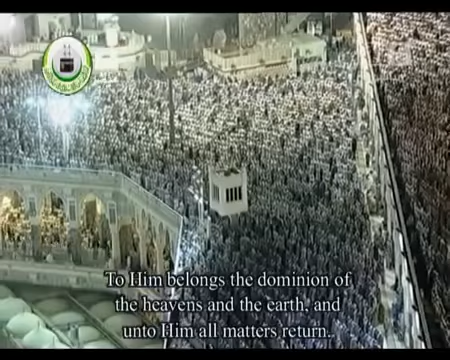 To Him belongs the dominion of
the heavens and the earth, and
unto Him all matters return..